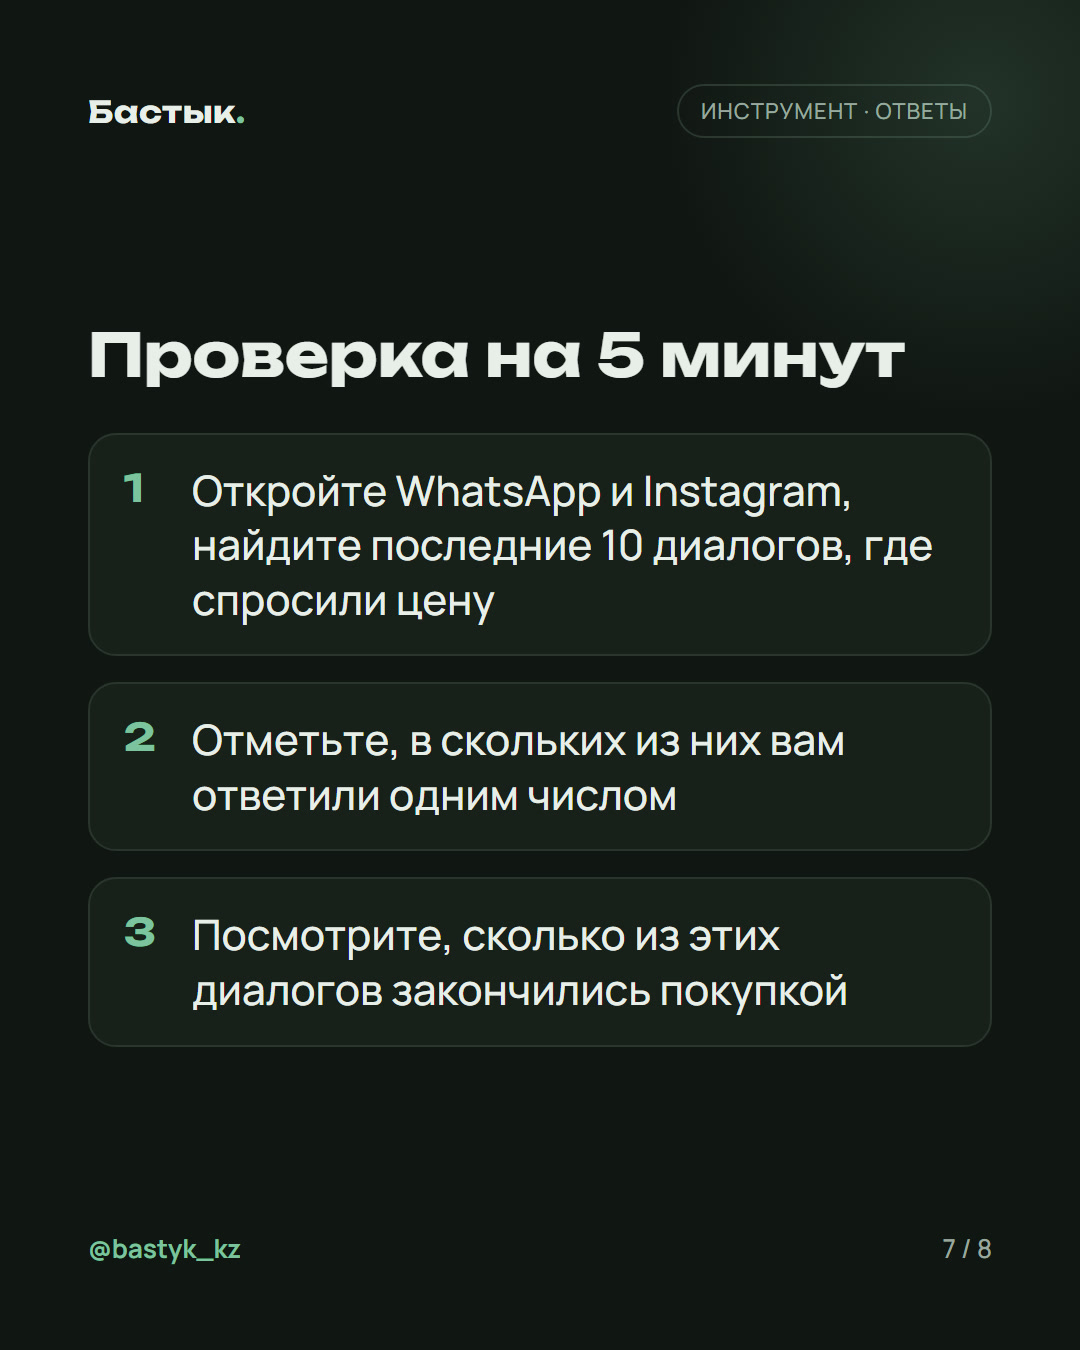 Бастык.
ИНСТРУМЕНТ · ОТВЕТЫ
Проверка на 5 минут
1 Откройте WhatsApp и Instagram,
найдите последние 10 диалогов, где
спросили цену
2 Отметьте, в скольких из них вам
ответили одним числом
3 Посмотрите, сколько из этих
диалогов закончились покупкой
@bastyk_kz
7 / 8